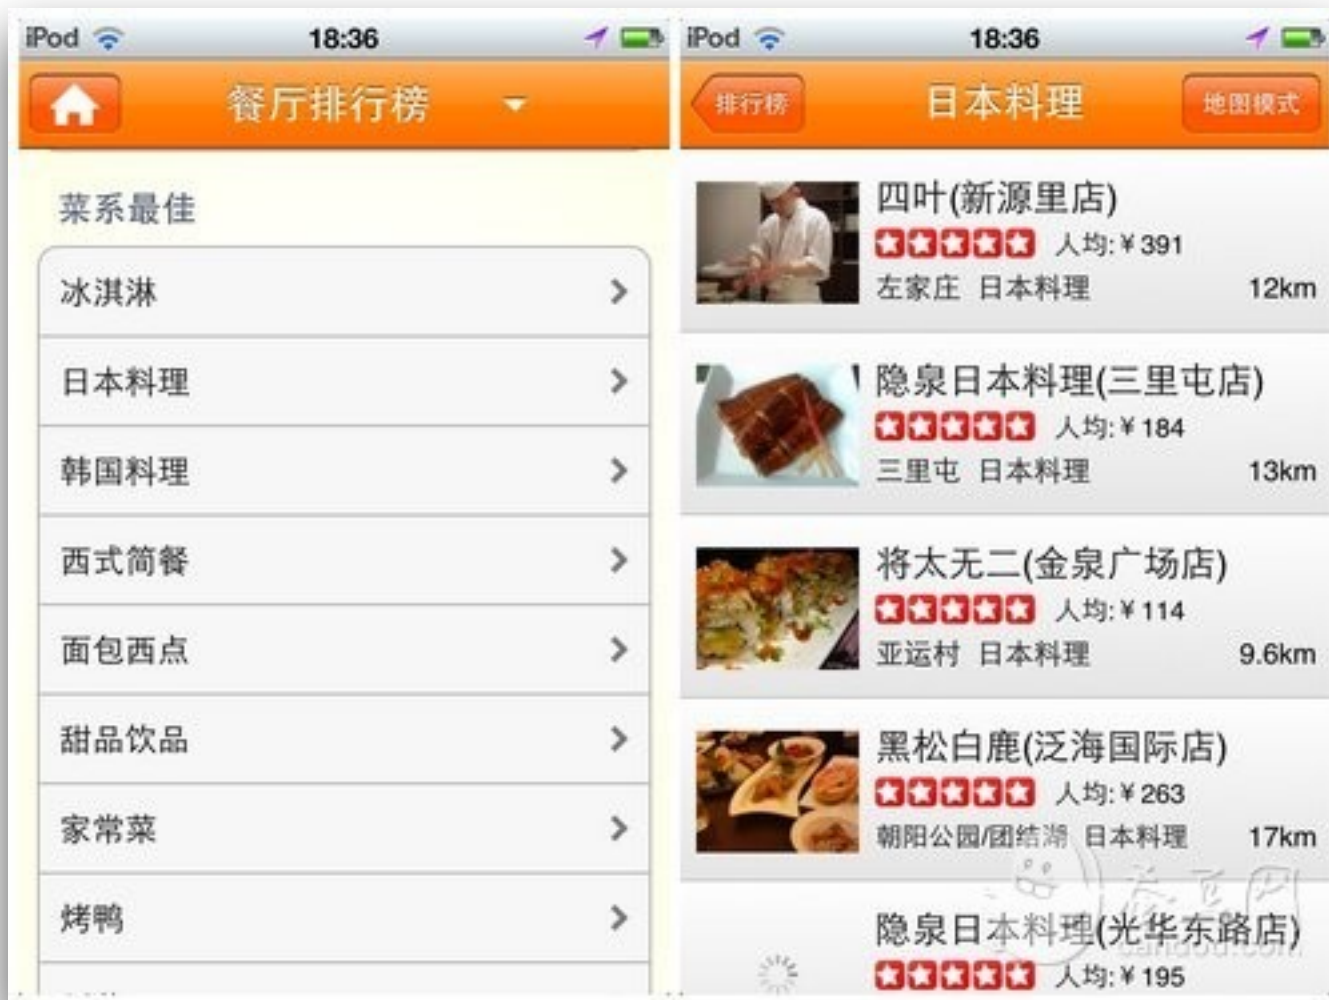 iPod
18:36
餐厅排行榜
菜系最佳
冰淇淋
日本料理
韩国料理
西式简餐
面包西点
甜品饮品
家常菜
烤鸭
iPod
18:36
排行榜
日本料理
地图模式
四叶(新源里店)
人均:¥391
左家庄 日本料理 12km
隐泉日本料理(三里屯店)
人均:¥184
三里屯 日本料理 13km
将太无二(金泉广场店)
人均:¥114
亚运村 日本料理 9.6km
黑松白鹿(泛海国际店)
人均:¥263
朝阳公园/团结湖 日本料理 17km
蚕豆网
candou.com
隐泉日本料理(光华东路店)
人均:¥195